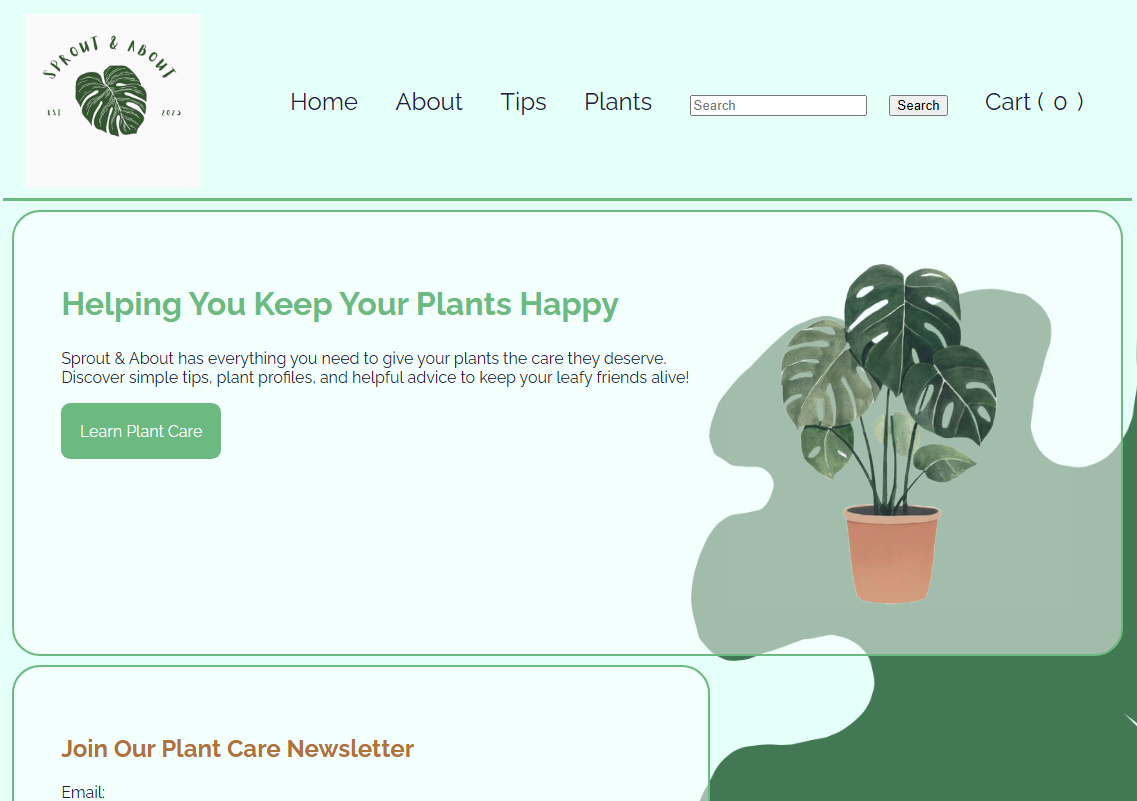 SPROUT & ABOUT
EST 2023
Home About Tips Plants Search Search Cart ( 0 )
Helping You Keep Your Plants Happy
Sprout & About has everything you need to give your plants the care they deserve.
Discover simple tips, plant profiles, and helpful advice to keep your leafy friends alive!
Learn Plant Care
Join Our Plant Care Newsletter
Email: